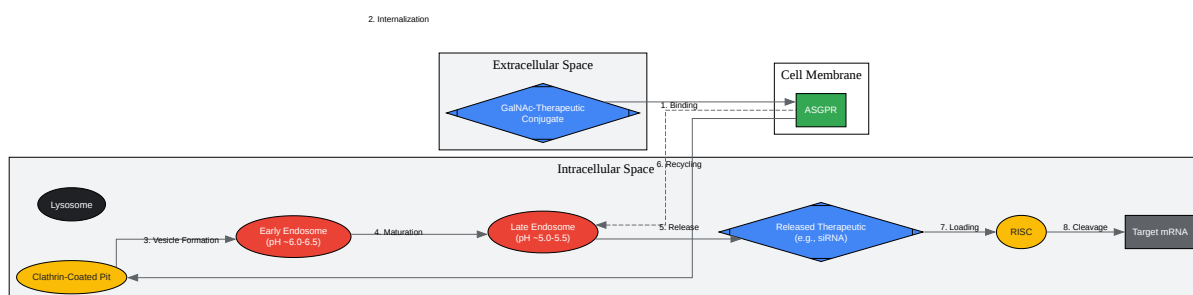 2. Internalization
Extracellular Space
Cell Membrane
GalNAc-Therapeutic
Conjugate
1. Binding
ASGPR
6. Recycling
Intracellular Space
Lysosome
3. Vesicle Formation
Early Endosome
(pH ~6.0-6.5)
4. Maturation
Late Endosome
(pH ~5.0-5.5)
5. Release
Released Therapeutic
(e.g., siRNA)
7. Loading
RISC
8. Cleavage
Target mRNA
Clathrin-Coated Pit